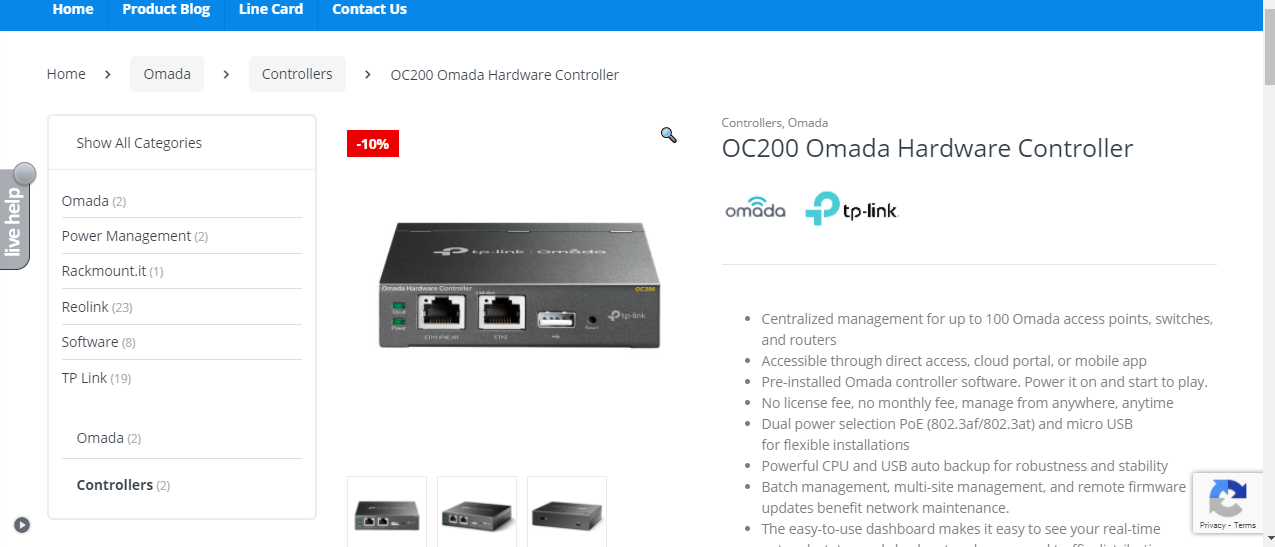 Home Product Blog Line Card Contact Us
Home > Omada > Controllers > OC200 Omada Hardware Controller
Show All Categories
Omada (2)
Power Management (2)
Rackmount.it (1)
Reolink (23)
Software (8)
TP Link (19)
Omada (2)
Controllers (2)
live help
-10%
tp-link | Omada
Omada Hardware Controller
OC200
Cloud
Power
ETH2
Reset
tp-link
Controllers, Omada
OC200 Omada Hardware Controller
omada tp-link
Centralized management for up to 100 Omada access points, switches,
and routers
Accessible through direct access, cloud portal, or mobile app
Pre-installed Omada controller software. Power it on and start to play.
No license fee, no monthly fee, manage from anywhere, anytime
Dual power selection PoE (802.3af/802.3at) and micro USB
for flexible installations
Powerful CPU and USB auto backup for robustness and stability
Batch management, multi-site management, and remote firmware
updates benefit network maintenance.
The easy-to-use dashboard makes it easy to see your real-time
Privacy - Terms